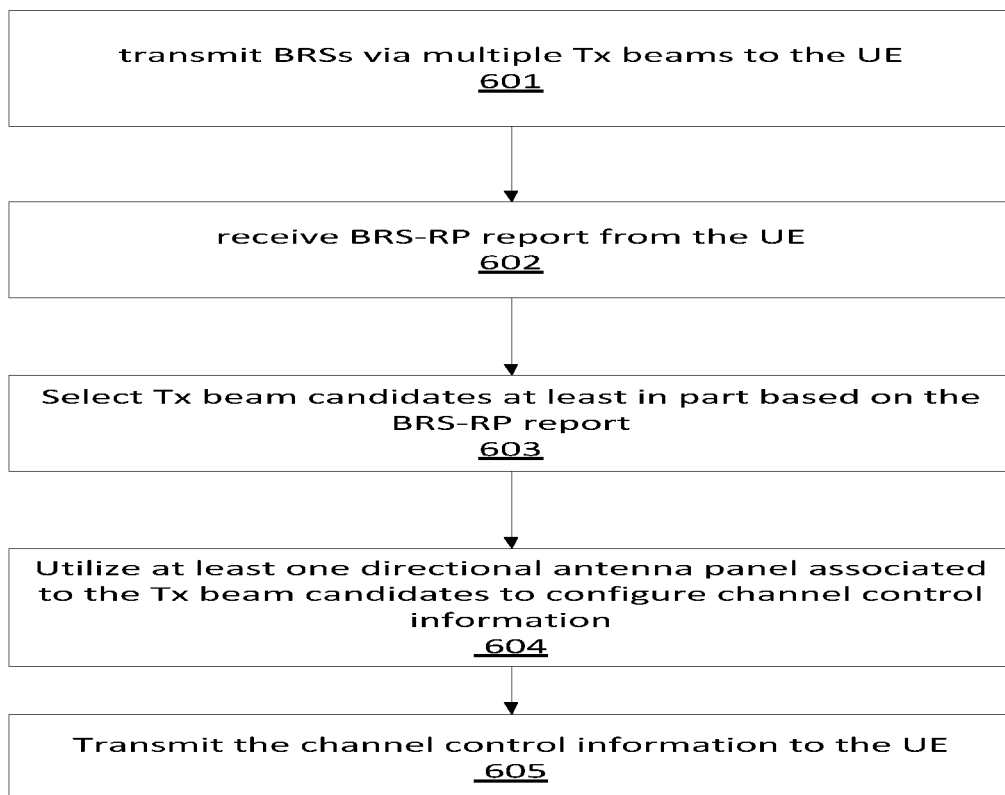 transmit BRSs via multiple Tx beams to the UE
601
receive BRS-RP report from the UE
602
Select Tx beam candidates at least in part based on the
BRS-RP report
603
Utilize at least one directional antenna panel associated
to the Tx beam candidates to configure channel control
information
604
Transmit the channel control information to the UE
605